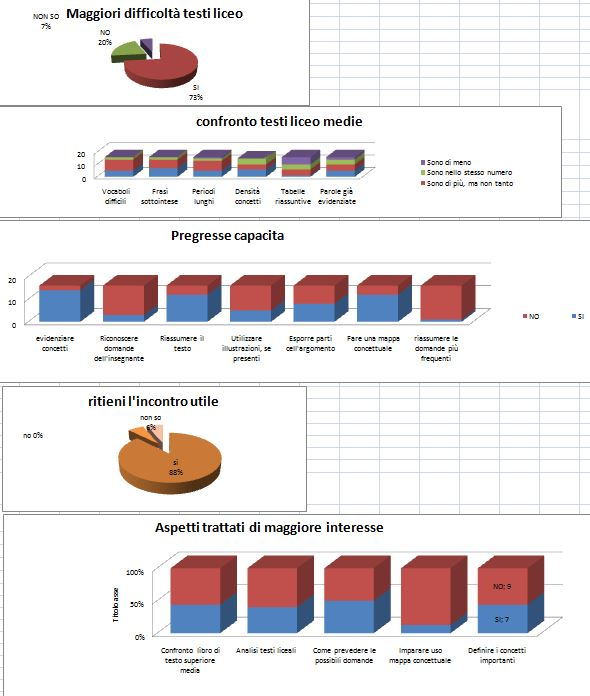 Maggiori difficoltà testi liceo
NON SO
7%
NO
20%
SI
73%
confronto testi liceo medie
20
10
0
Vocaboli difficili
Frasi sottointese
Periodi lunghi
Densità concetti
Tabelle riassuntive
Parole già evidenziate
Sono di meno
Sono nello stesso numero
Sono di più, ma non tanto
Pregresse capacita
20
10
0
evidenziare concetti
Riconoscere domande dell'insegnante
Riassumere il testo
Utilizzare illustrazioni, se presenti
Esporre parti cell'argomento
Fare una mappa concettuale
riassumere le domande più frequenti
NO
SI
ritieni l'incontro utile
non so
6%
no 0%
si
88%
Aspetti trattati di maggiore interesse
Titolo asse
100%
50%
0%
NO; 9
SI; 7
Confronto libro di testo superiore media
Analisi testi liceali
Come prevedere le possibili domande
Imparare uso mappa concettuale
Definire i concetti importanti